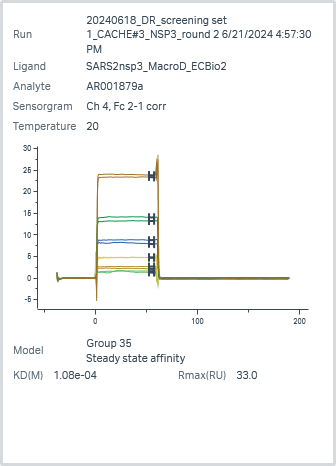 20240618_DR_screening set
Run 1_CACHE#3_NSP3_round 2 6/21/2024 4:57:30
PM
Ligand SARS2nsp3_MacroD_ECBio2
Analyte AR001879a
Sensorgram Ch 4, Fc 2-1 corr
Temperature 20
30
25
20
16
10
5
0
-5
0 100 200
Model Group 35
Steady state affinity
KD(M) 1.08e-04 Rmax(RU) 33.0